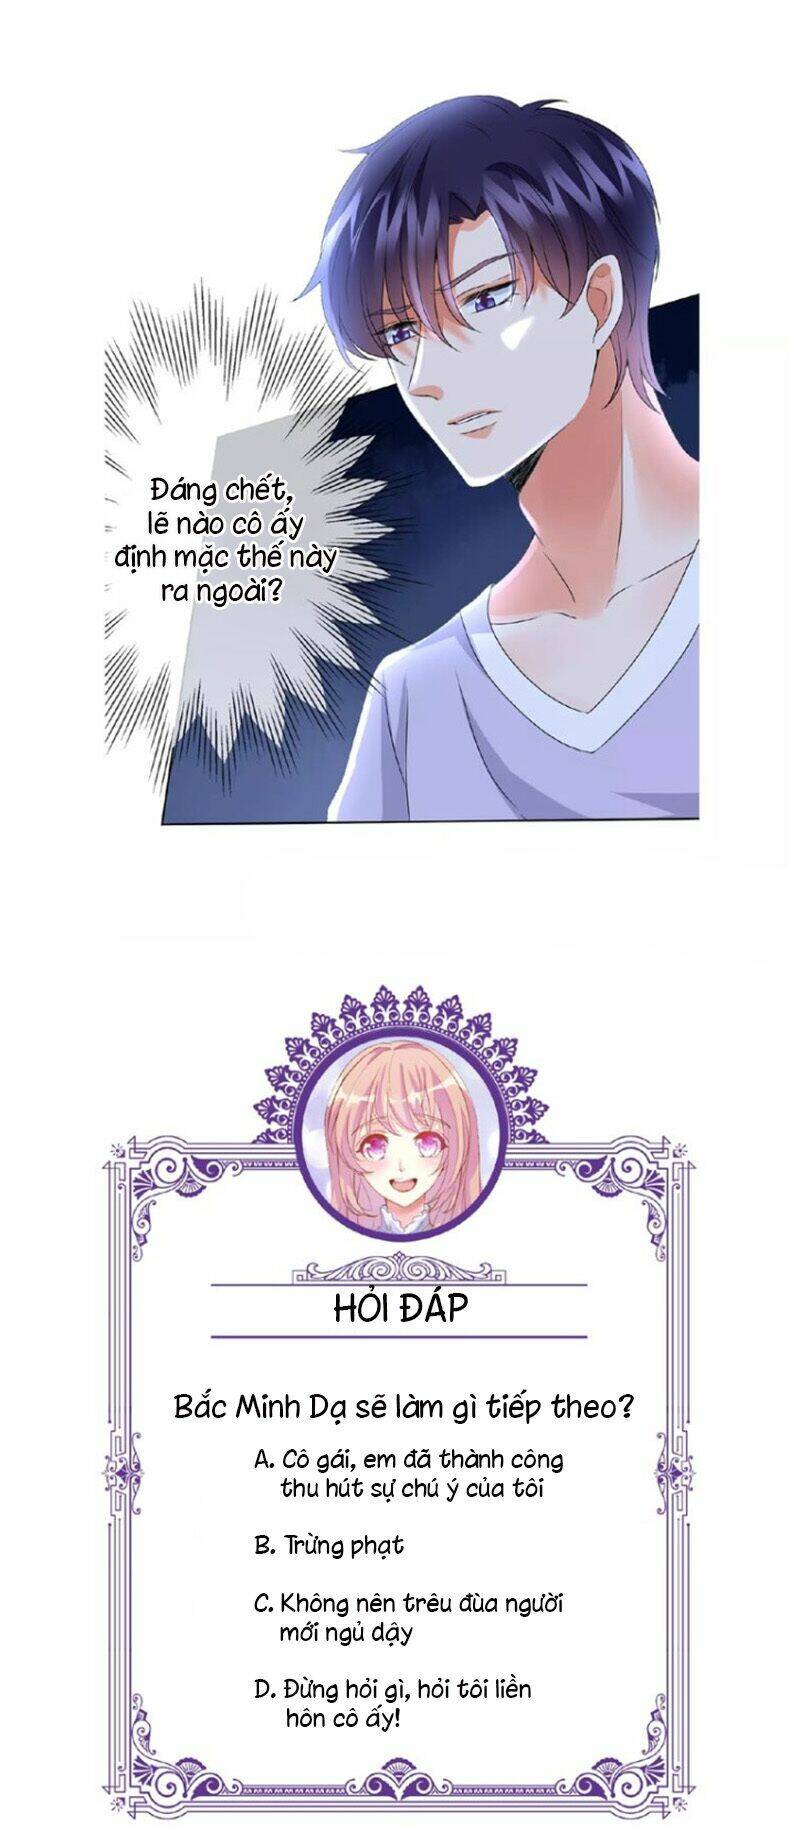 Đáng chết,
lẽ nào cô ấy
định mặc thế này
ra ngoài?
HỎI ĐÁP
Bắc Minh Dạ sẽ làm gì tiếp theo?
A. Cô gái, em đã thành công
thu hút sự chú ý của tôi
B. Trừng phạt
C. Không nên trêu đùa người
mới ngủ dậy
D. Đừng hỏi gì, hỏi tôi liền
hôn cô ấy!